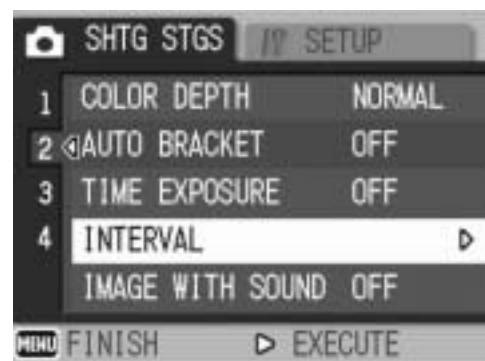 SHTG STGS SETUP
1 COLOR DEPTH NORMAL
2 AUTO BRACKET OFF
3 TIME EXPOSURE OFF
4 INTERVAL
IMAGE WITH SOUND OFF
MENU FINISH EXECUTE